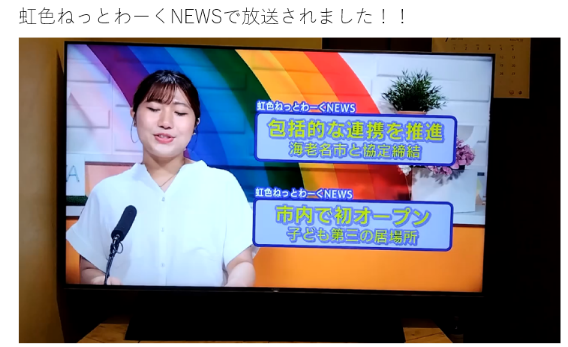 虹色ねっとわーくNEWSで放送されました！！
虹色ねっとわーくNEWS
包括的な連携を推進
海老名市と協定締結
虹色ねっとわーくNEWS
市内で初オープン
子ども第三の居場所